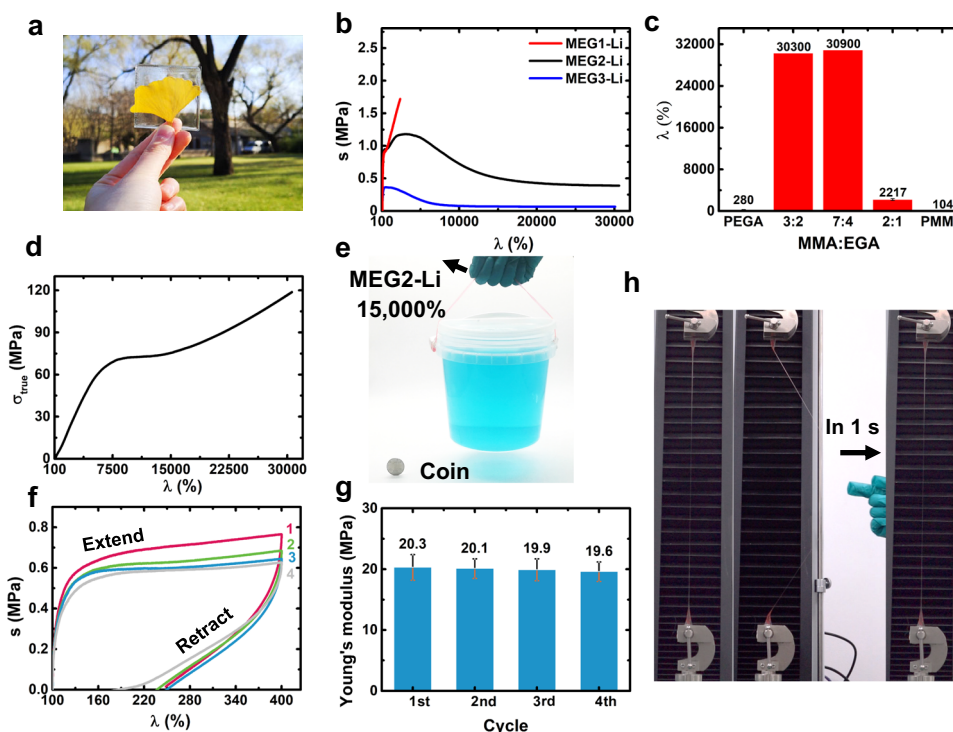 a
b
s (MPa)
2.5
2.0
1.5
1.0
0.5
0.0
100
10000
20000
30000
λ (%)
MEG1-Li
MEG2-Li
MEG3-Li
c
λ (%)
32000
24000
16000
8000
0
280
30300
30900
2217
104
PEGA
3:2
7:4
2:1
PMM
MMA:EGA
d
σtrue (MPa)
120
90
60
30
0
100
7500
15000
22500
30000
λ (%)
e
MEG2-Li
15,000%
Coin
f
s (MPa)
0.8
0.6
0.4
0.2
0.0
100
160
220
280
340
400
λ (%)
Extend
Retract
1
2
3
4
g
Young's modulus (MPa)
30
20
10
0
20.3
20.1
19.9
19.6
1st
2nd
3rd
4th
Cycle
h
In 1 s